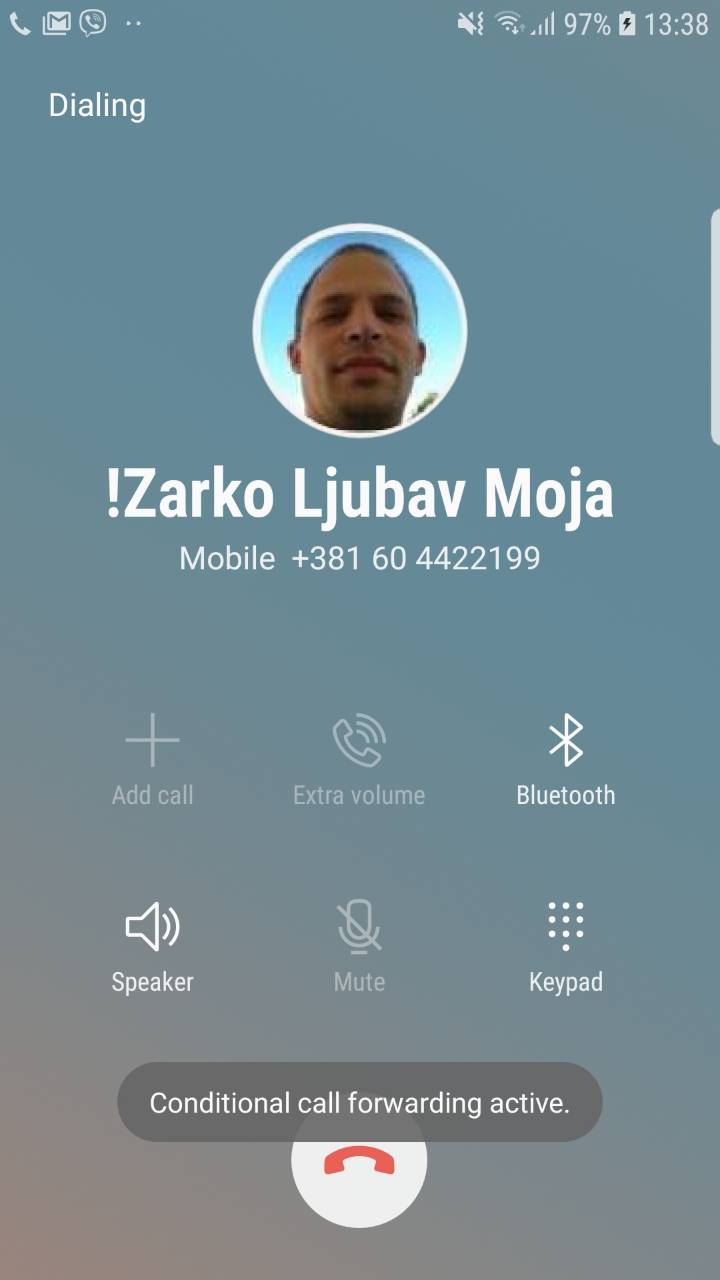 97% 13:38
Dialing
!Zarko Ljubav Moja
Mobile +381 60 4422199
Add call Extra volume Bluetooth
Speaker Mute Keypad
Conditional call forwarding active.